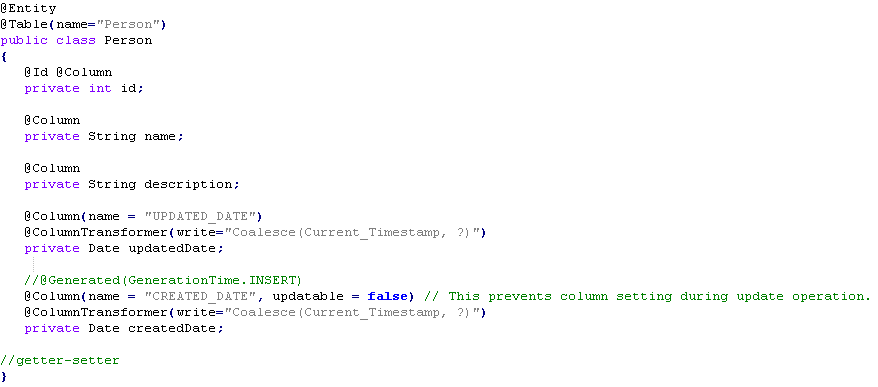 @Entity
@Table(name="Person")
public class Person
{
@Id @Column
private int id;
@Column
private String name;
@Column
private String description;
@Column(name = "UPDATED_DATE")
@ColumnTransformer(write="Coalesce(Current_Timestamp, ?)")
private Date updatedDate;
//@Generated(GenerationTime.INSERT)
@Column(name = "CREATED_DATE", updatable = false) // This prevents column setting during update operation.
@ColumnTransformer(write="Coalesce(Current_Timestamp, ?)")
private Date createdDate;
//getter-setter
}